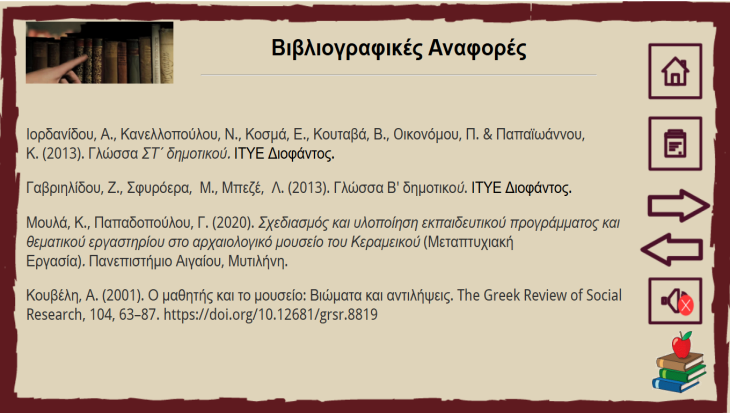 Βιβλιογραφικές Αναφορές
Ιορδανίδου, Α., Κανελλοπούλου, Ν., Κοσμά, Ε., Κουταβά, Β., Οικονόμου, Π. & Παπαϊωάννου,
Κ. (2013). Γλώσσα ΣΤ΄ δημοτικού. ΙΤΥΕ Διοφάντος.
Γαβριηλίδου, Ζ., Σφυρόερα, Μ., Μπεζέ, Λ. (2013). Γλώσσα Β' δημοτικού. ΙΤΥΕ Διοφάντος.
Μουλά, Κ., Παπαδοπούλου, Γ. (2020). Σχεδιασμός και υλοποίηση εκπαιδευτικού προγράμματος και
θεματικού εργαστηρίου στο αρχαιολογικό μουσείο του Κεραμεικού (Μεταπτυχιακή
Εργασία). Πανεπιστήμιο Αιγαίου, Μυτιλήνη.
Κουβέλη, Α. (2001). Ο μαθητής και το μουσείο: Βιώματα και αντιλήψεις. The Greek Review of Social
Research, 104, 63–87. https://doi.org/10.12681/grsr.8819